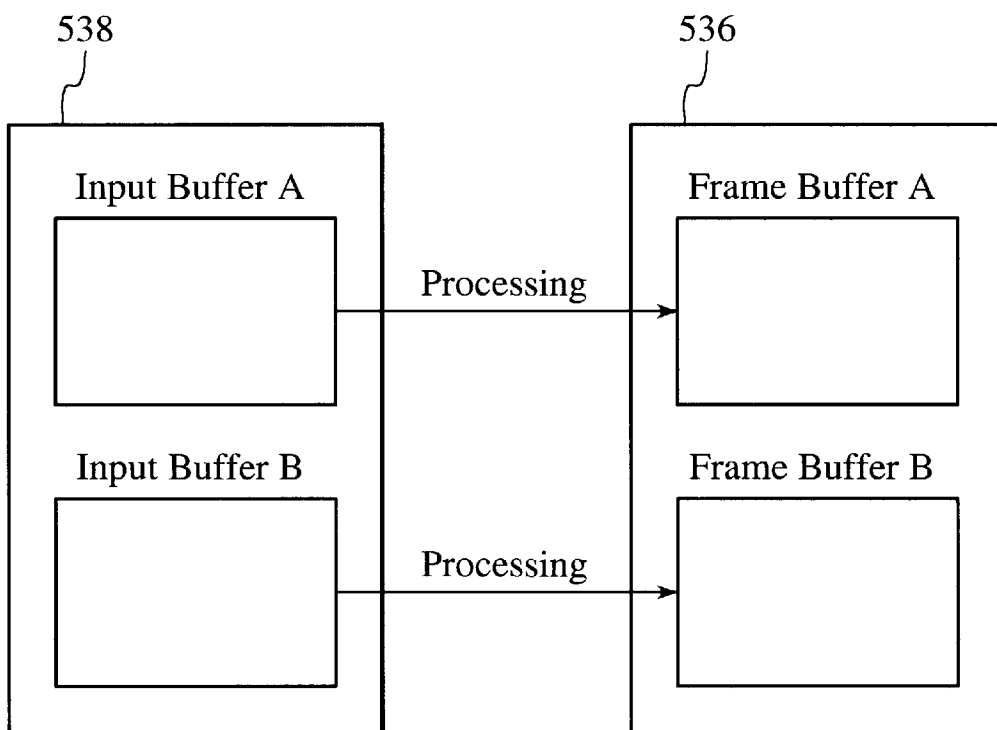 538
536
Input Buffer A
Frame Buffer A
Processing
Input Buffer B
Frame Buffer B
Processing